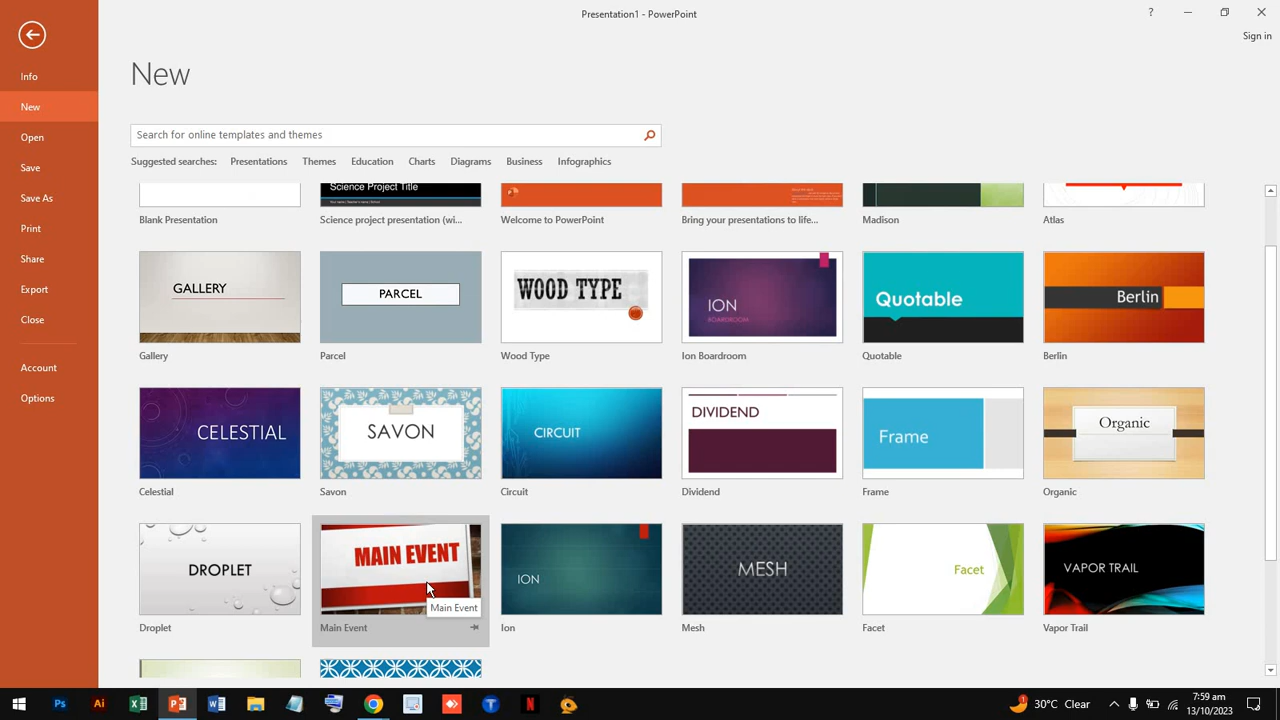 Presentation1 - PowerPoint
?
Sign in
Info
New
Open
Save
Save As
Print
Share
Export
Close
Account
Options
New
Search for online templates and themes
Suggested searches: Presentations Themes Education Charts Diagrams Business Infographics
Science Project Title
Blank Presentation
Science project presentation (wi...
Welcome to PowerPoint
Bring your presentations to life...
Madison
Atlas
GALLERY
PARCEL
WOOD TYPE
ION
BOARDROOM
Quotable
Berlin
Gallery
Parcel
Wood Type
Ion Boardroom
Quotable
Berlin
CELESTIAL
SAVON
CIRCUIT
DIVIDEND
Frame
Organic
Celestial
Savon
Circuit
Dividend
Frame
Organic
DROPLET
MAIN EVENT
ION
MESH
Facet
VAPOR TRAIL
Main Event
Droplet
Main Event
Ion
Mesh
Facet
Vapor Trail
Ps
Ai
1
30°C Clear
7:59 am
13/10/2023